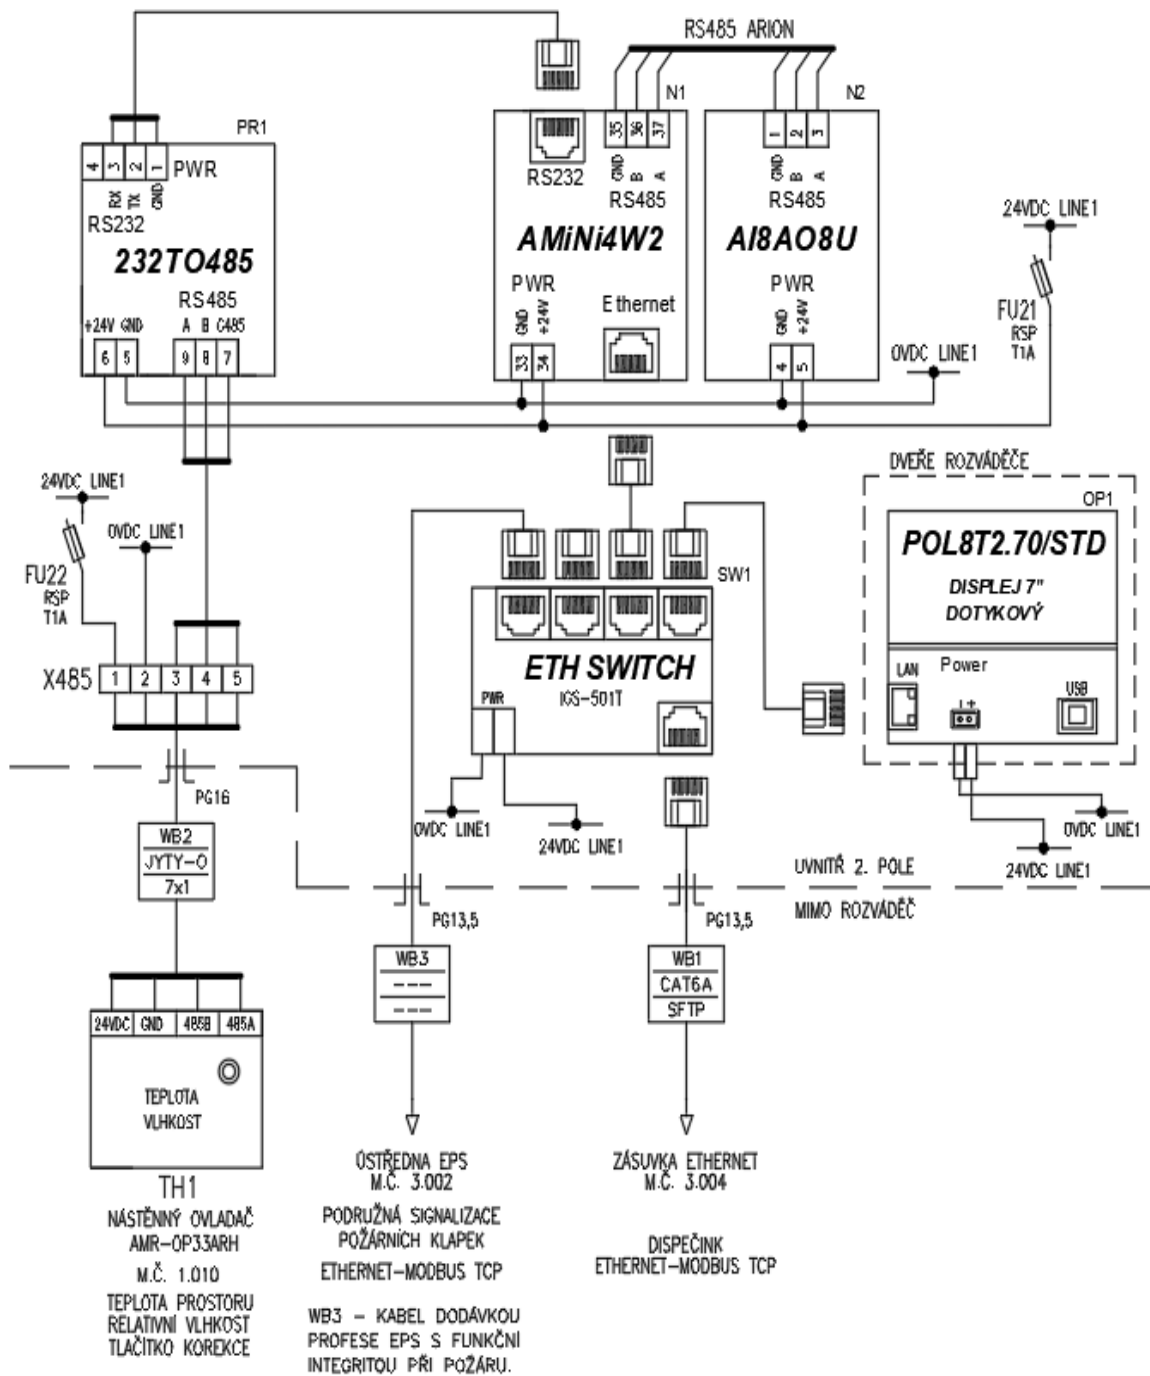 RS485 ARION
PR1
4 3 2 1 PWR
RX TX GND
RS232
232TO485
RS485
+24V GND A B C485
6 5 9 8 7
N1
RS232
35 36 37
GND B A
RS485
AMiNi4W2
PWR
GND +24V
33 34
Ethernet
N2
1 2 3
GND B A
RS485
AI8AO8U
PWR
GND +24V
4 5
24VDC LINE1
FU21
RSP
T1A
0VDC LINE1
24VDC LINE1
0VDC LINE1
FU22
RSP
T1A
X485 1 2 3 4 5
PG16
WB2
JYTY-O
7x1
24VDC GND 485B 485A
TEPLOTA
VLHKOST
TH1
NÁSTĚNNÝ OVLADAČ
AMR-OP33ARH
M.Č. 1.010
TEPLOTA PROSTORU
RELATIVNÍ VLHKOST
TLAČÍTKO KOREKCE
SW1
ETH SWITCH
PWR
0VDC LINE1
24VDC LINE1
DVEŘE ROZVÁDĚČE
OP1
POL8T2.70/STD
DISPLEJ 7"
DOTYKOVÝ
LAN
Power
USB
0VDC LINE1
24VDC LINE1
UVNITŘ 2. POLE
MIMO ROZVÁDĚČ
PG13,5
WB3
---
---
ÚSTŘEDNA EPS
M.Č. 3.002
PODRUŽNÁ SIGNALIZACE
POŽÁRNÍCH KLAPEK
ETHERNET-MODBUS TCP
WB3 - KABEL DODÁVKOU
PROFESE EPS S FUNKČNÍ
INTEGRITOU PŘI POŽÁRU.
PG13,5
WB1
CAT6A
SFTP
ZÁSUVKA ETHERNET
M.Č. 3.004
DISPEČINK
ETHERNET-MODBUS TCP